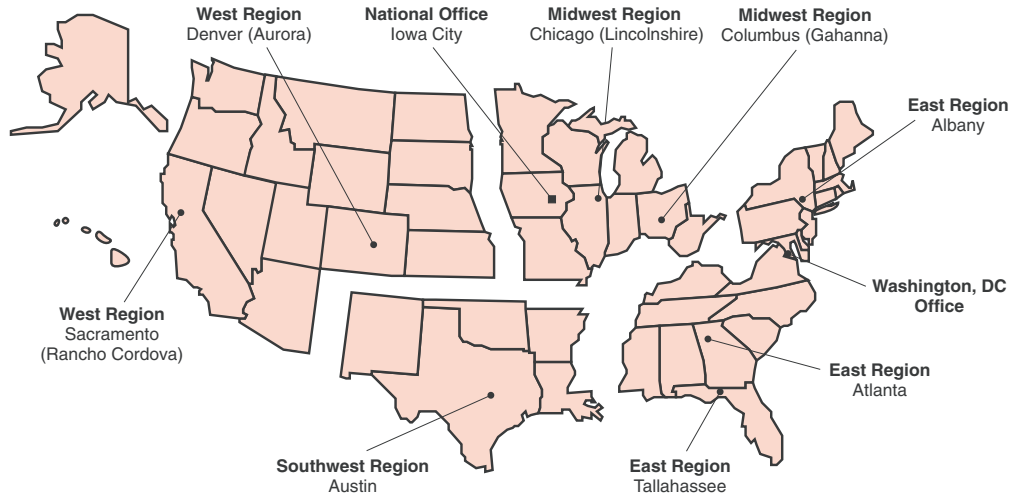 West Region
Denver (Aurora)
National Office
Iowa City
Midwest Region
Chicago (Lincolnshire)
Midwest Region
Columbus (Gahanna)
East Region
Albany
Washington, DC
Office
West Region
Sacramento
(Rancho Cordova)
East Region
Atlanta
Southwest Region
Austin
East Region
Tallahassee